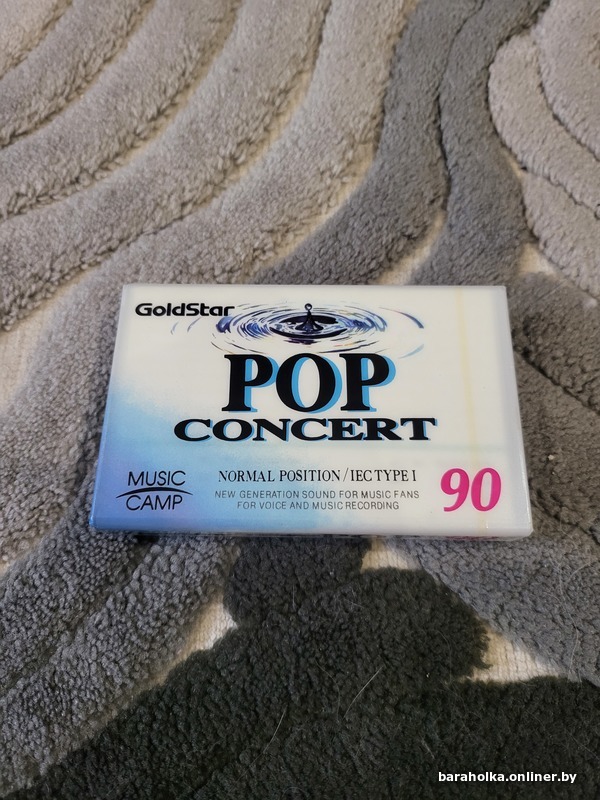 GoldStar
POP
CONCERT
MUSIC
CAMP
NORMAL POSITION/IEC TYPE I
NEW GENERATION SOUND FOR MUSIC FANS
FOR VOICE AND MUSIC RECORDING
90
baraholka.onliner.by